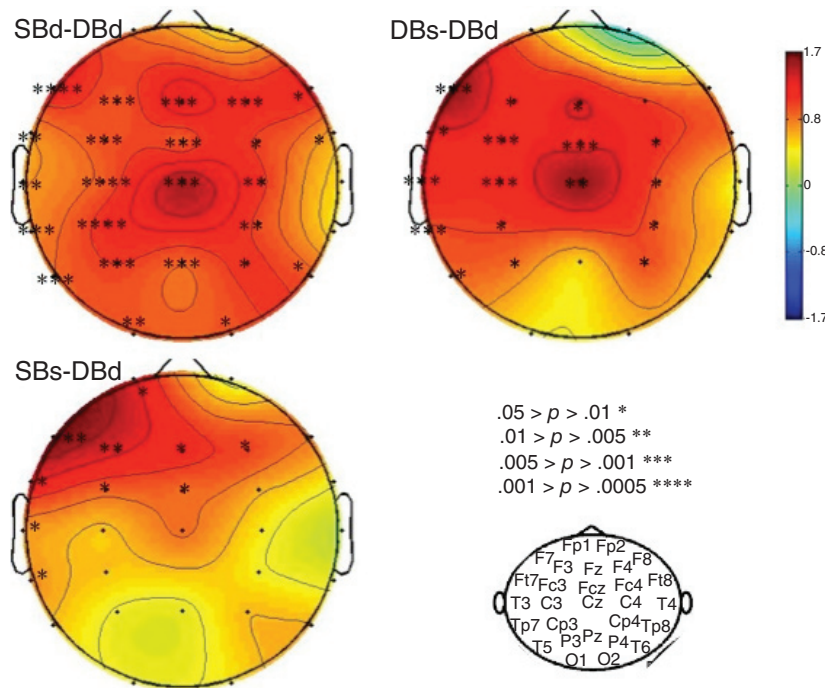 SBd-DBd
DBs-DBd
1.7
0.8
0
-0.8
-1.7
**** *** *** *** *
** *** *** * *
** **** *** **
*** **** **
*** *** *** * *
** *
*** * *
* *** *** *
*** *** ** *
*** * *
* * *
SBs-DBd
*
*** ** * *
* * *
*
*
.05 > p > .01 *
.01 > p > .005 **
.005 > p > .001 ***
.001 > p > .0005 ****
Fp1 Fp2
F7 F3 Fz F4 F8
Ft7 Fc3 Fcz Fc4 Ft8
T3 C3 Cz C4 T4
Tp7 Cp3 Cp4 Tp8
T5 P3 Pz P4 T6
O1 O2